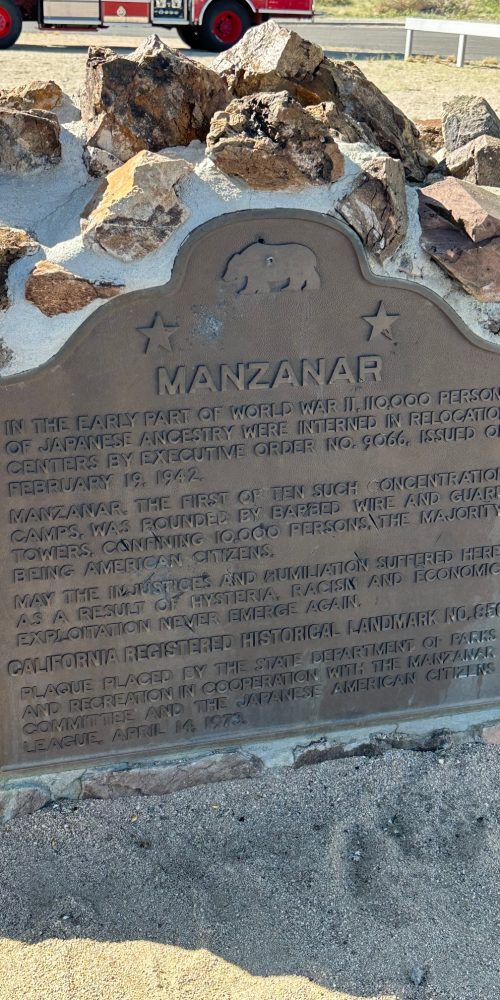 MANZANAR
IN THE EARLY PART OF WORLD WAR II, 110,000 PERSON
OF JAPANESE ANCESTRY WERE INTERNED IN RELOCATIO
CENTERS BY EXECUTIVE ORDER NO. 9066, ISSUED O
FEBRUARY 19, 1942.
MANZANAR, THE FIRST OF TEN SUCH CONCENTRATION
CAMPS, WAS BOUNDED BY BARBED WIRE AND GUAR
TOWERS, CONFINING 10,000 PERSONS, THE MAJORITY
BEING AMERICAN CITIZENS.
MAY THE INJUSTICES AND HUMILIATION SUFFERED HERE
AS A RESULT OF HYSTERIA, RACISM AND ECONOMIC
EXPLOITATION NEVER EMERGE AGAIN.
CALIFORNIA REGISTERED HISTORICAL LANDMARK NO. 85
PLAQUE PLACED BY THE STATE DEPARTMENT OF PARKS
AND RECREATION IN COOPERATION WITH THE MANZANAR
COMMITTEE AND THE JAPANESE AMERICAN CITIZENS
LEAGUE, APRIL 14, 1973.